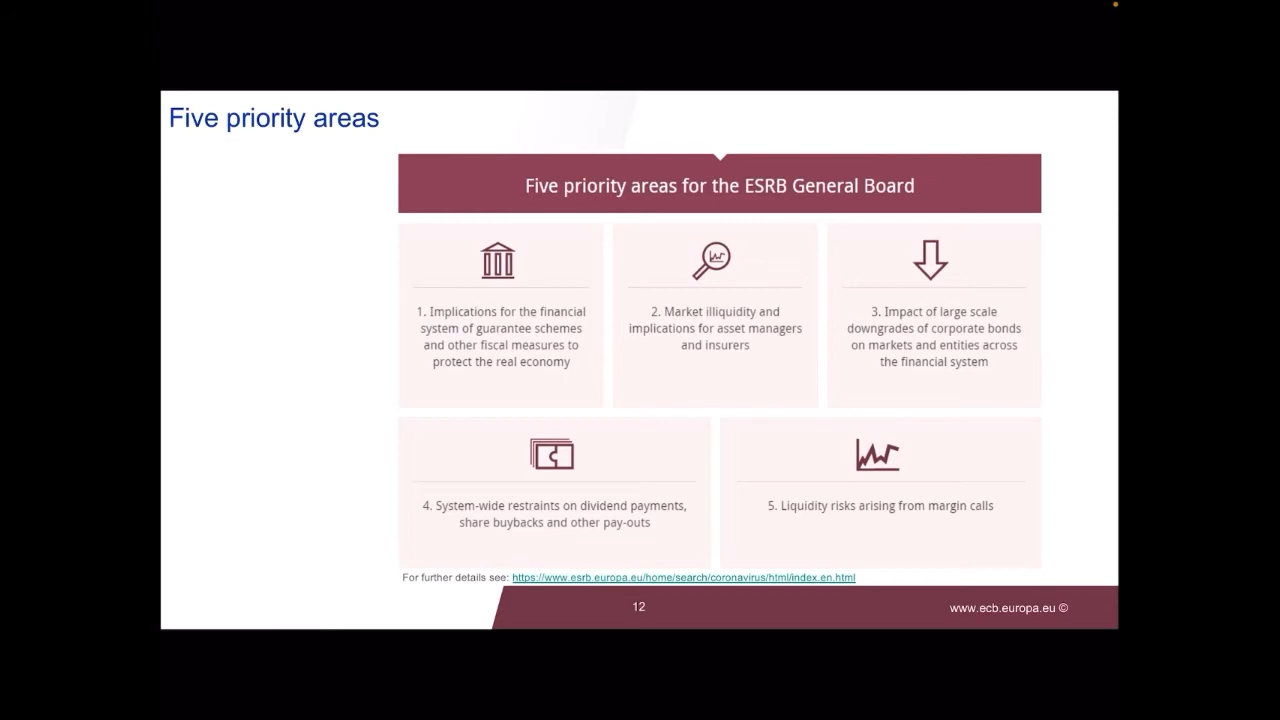 Five priority areas
Five priority areas for the ESRB General Board
1. Implications for the financial
system of guarantee schemes
and other fiscal measures to
protect the real economy
2. Market illiquidity and
implications for asset managers
and insurers
3. Impact of large scale
downgrades of corporate bonds
on markets and entities across
the financial system
4. System-wide restraints on dividend payments,
share buybacks and other pay-outs
5. Liquidity risks arising from margin calls
For further details see: https://www.esrb.europa.eu/home/search/coronavirus/html/index.en.html
12
www.ecb.europa.eu ©